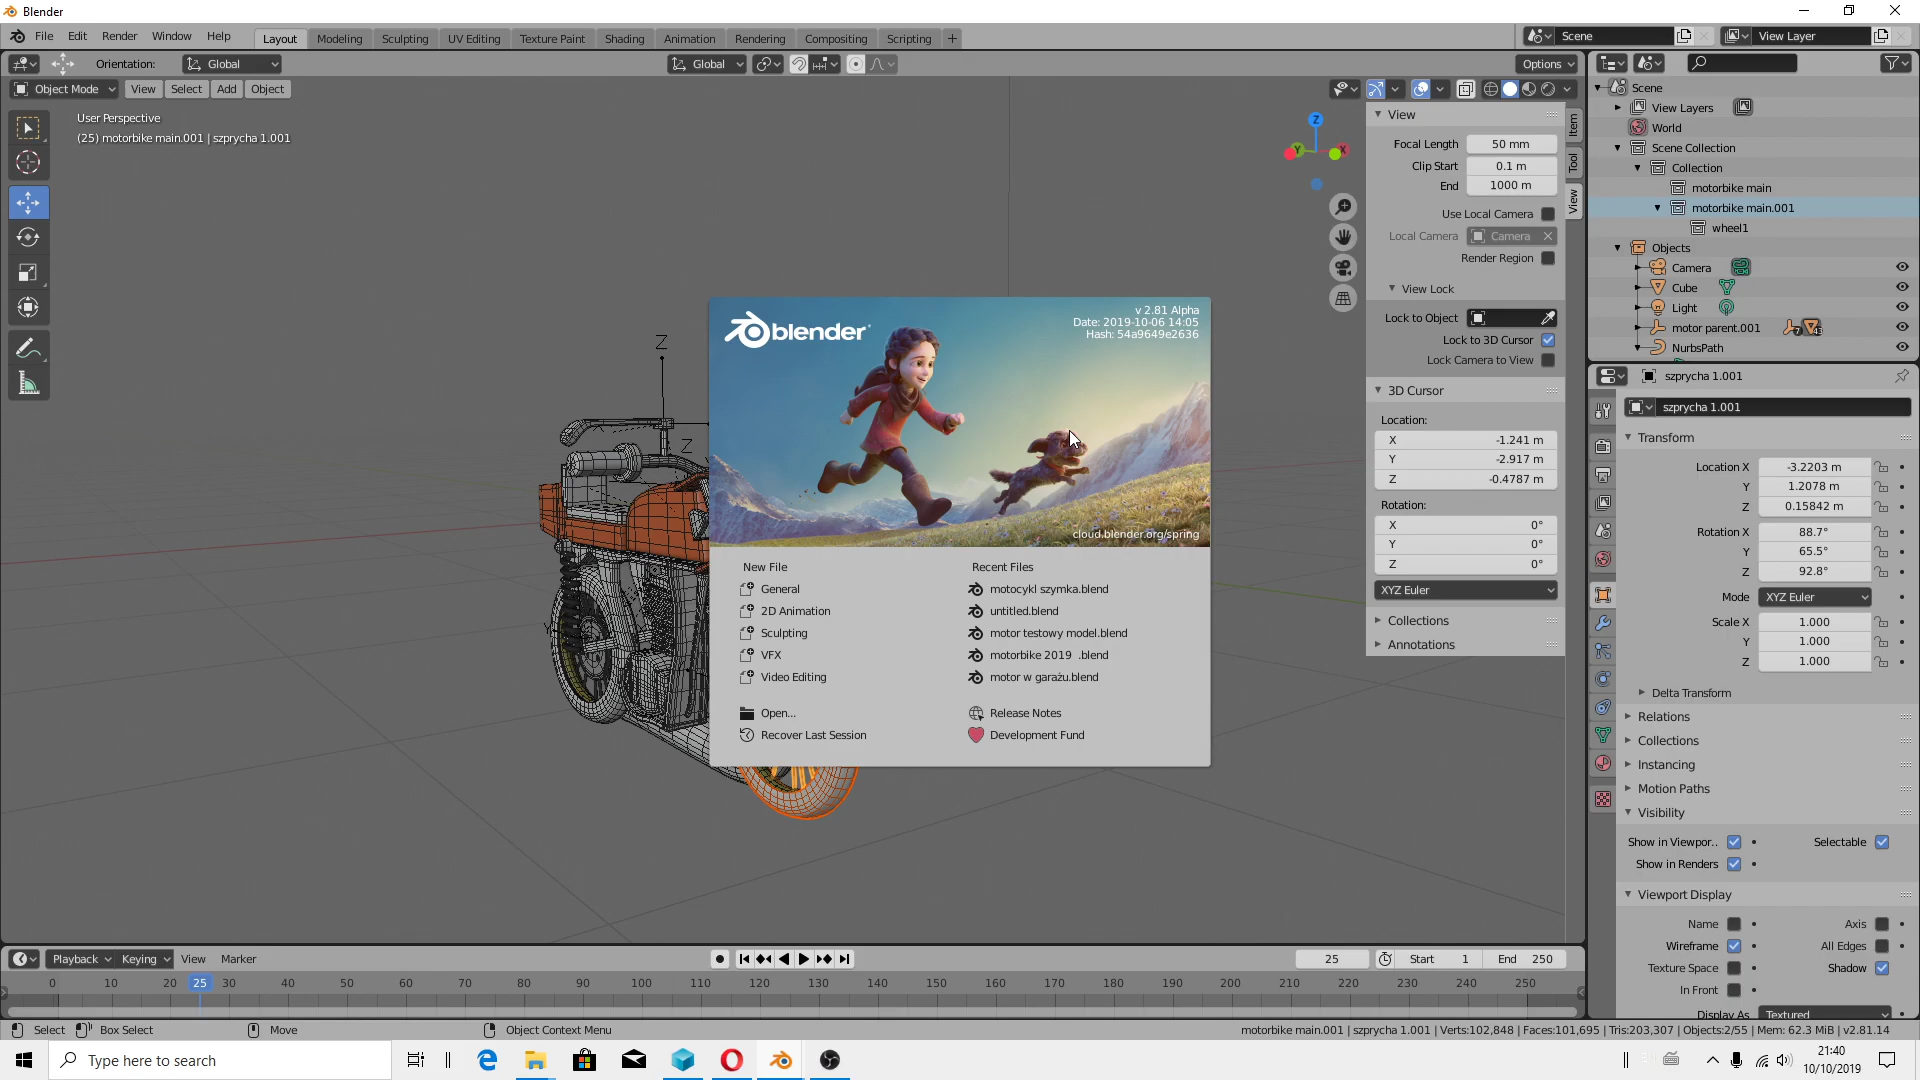 Blender
File Edit Render Window Help Layout Modeling Sculpting UV Editing Texture Paint Shading Animation Rendering Compositing Scripting + Scene View Layer
Orientation: Global Global Options
Object Mode View Select Add Object
User Perspective
(25) motorbike main.001 | szprycha 1.001
Z
Y
X
Z
Z
Y
View
Focal Length 50 mm
Clip Start 0.1 m
End 1000 m
Use Local Camera
Local Camera Camera
Render Region
View Lock
Lock to Object
Lock to 3D Cursor
Lock Camera to View
3D Cursor
Location:
X -1.241 m
Y -2.917 m
Z -0.4787 m
Rotation:
X 0°
Y 0°
Z 0°
XYZ Euler
Collections
Annotations
Item
Tool
View
blender
v 2.81 Alpha
Date: 2019-10-06 14:05
Hash: 54a9649e2636
cloud.blender.org/spring
New File
General
2D Animation
Sculpting
VFX
Video Editing
Open...
Recover Last Session
Recent Files
motocykl szymka.blend
untitled.blend
motor testowy model.blend
motorbike 2019 .blend
motor w garażu.blend
Release Notes
Development Fund
Scene
View Layers
World
Scene Collection
Collection
motorbike main
motorbike main.001
wheel1
Objects
Camera
Cube
Light
motor parent.001 7 43
NurbsPath
szprycha 1.001
szprycha 1.001
Transform
Location X -3.2203 m
Y 1.2078 m
Z 0.15842 m
Rotation X 88.7°
Y 65.5°
Z 92.8°
Mode XYZ Euler
Scale X 1.000
Y 1.000
Z 1.000
Delta Transform
Relations
Collections
Instancing
Motion Paths
Visibility
Show in Viewpor.. Selectable
Show in Renders
Viewport Display
Name Axis
Wireframe All Edges
Texture Space Shadow
In Front
Display As Textured
Playback Keying View Marker 25 Start 1 End 250
0 10 20 25 30 40 50 60 70 80 90 100 110 120 130 140 150 160 170 180 190 200 210 220 230 240 250
Select Box Select Move Object Context Menu motorbike main.001 | szprycha 1.001 | Verts:102,848 | Faces:101,695 | Tris:203,307 | Objects:2/55 | Mem: 62.3 MiB | v2.81.14
Type here to search
21:40
10/10/2019